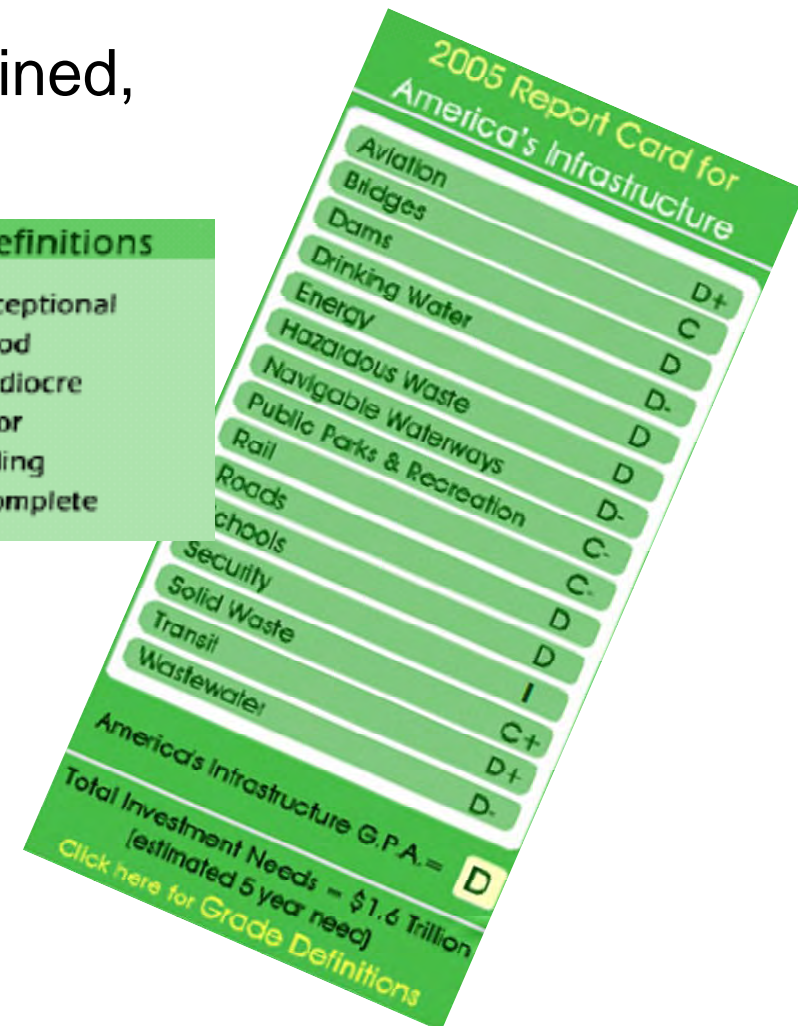 ined,
efinitions
ceptional
od
diocre
or
ling
omplete
2005 Report Card for
America's Infrastructure
Aviation D+
Bridges C
Dams D
Drinking Water D-
Energy D
Hazardous Waste D
Navigable Waterways D-
Public Parks & Recreation C-
Rail C-
Roads D
chools D
Security I
Solid Waste C+
Transit D+
Wastewater D-
America's Infrastructure G.P.A. = D
Total Investment Needs = $1.6 Trillion
(estimated 5 year need)
Click here for Grade Definitions